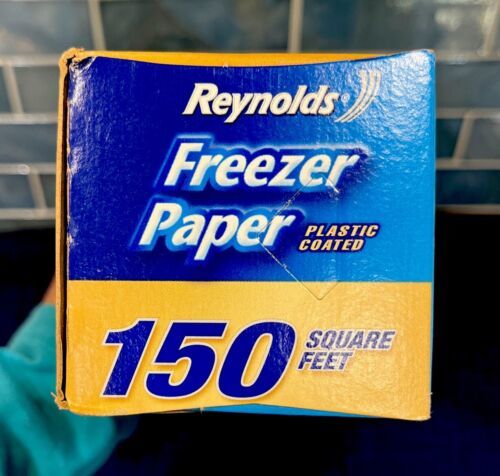 Reynolds®
Freezer
Paper
PLASTIC
COATED
150
SQUARE
FEET